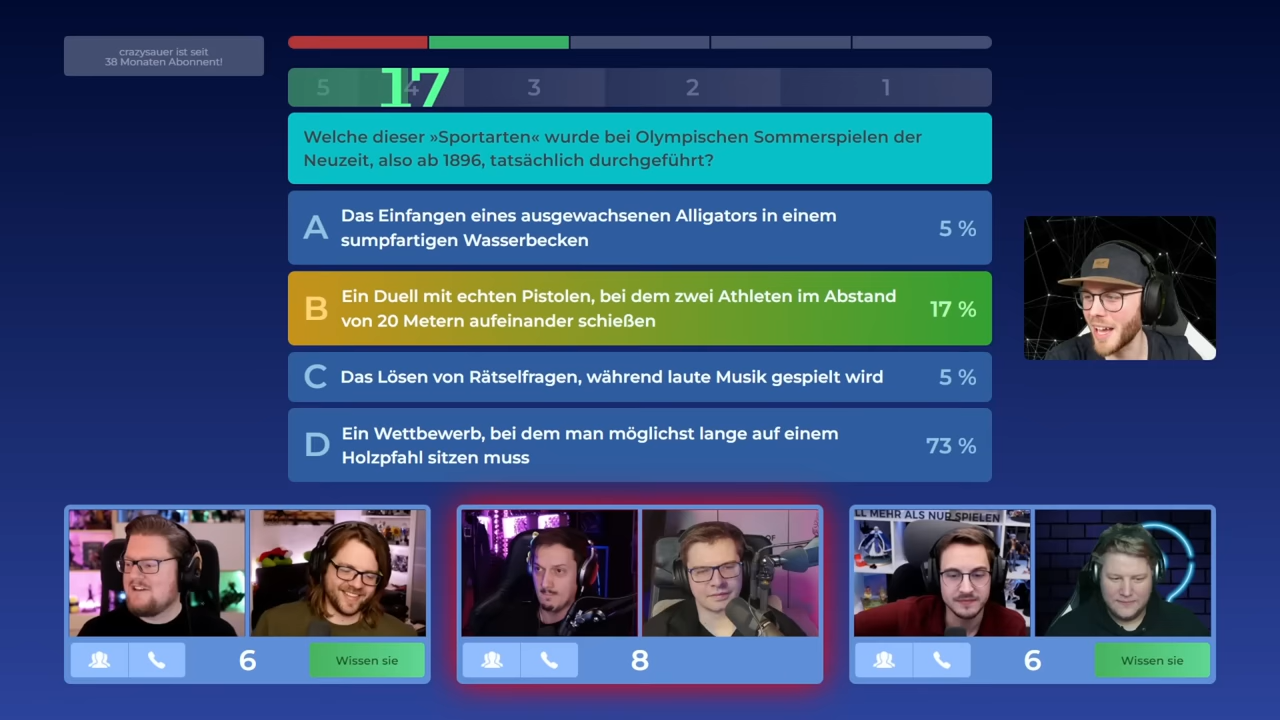 crazysauer ist seit
38 Monaten Abonnent!
5 4 3 2 1
17
Welche dieser »Sportarten« wurde bei Olympischen Sommerspielen der
Neuzeit, also ab 1896, tatsächlich durchgeführt?
A Das Einfangen eines ausgewachsenen Alligators in einem
sumpfartigen Wasserbecken
5 %
B Ein Duell mit echten Pistolen, bei dem zwei Athleten im Abstand
von 20 Metern aufeinander schießen
17 %
C Das Lösen von Rätselfragen, während laute Musik gespielt wird 5 %
D Ein Wettbewerb, bei dem man möglichst lange auf einem
Holzpfahl sitzen muss
73 %
LL MEHR ALS NUR SPIELEN
6 Wissen sie
8
6 Wissen sie